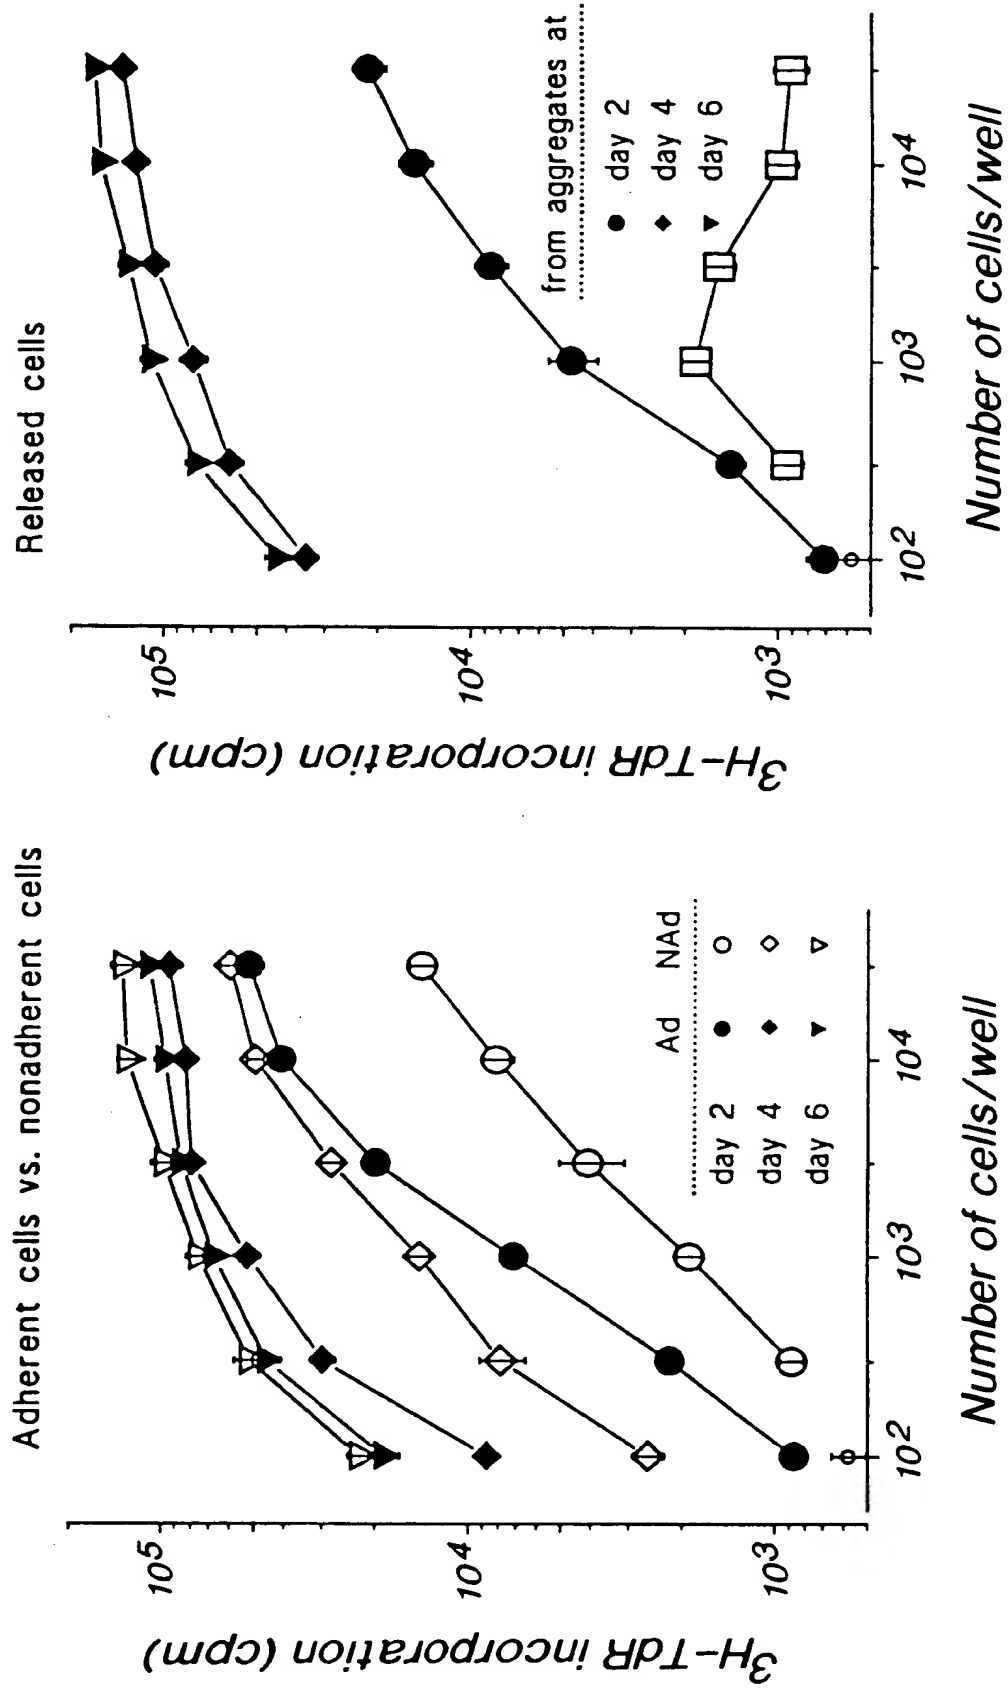 Adherent cells vs. nonadherent cells
3H-TdR incorporation (cpm)
10^5
10^4
10^3
Ad NAd
day 2
day 4
day 6
10^2 10^3 10^4
Number of cells/well
Released cells
3H-TdR incorporation (cpm)
10^5
10^4
10^3
from aggregates at
day 2
day 4
day 6
10^2 10^3 10^4
Number of cells/well